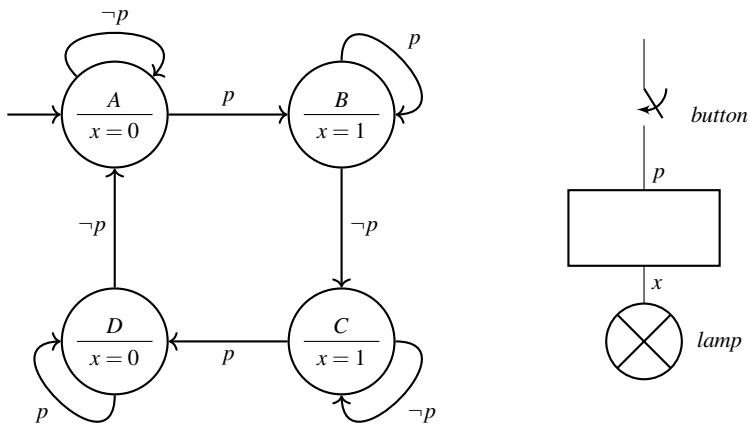 ¬p
A
x = 0
p
B
x = 1
p
¬p
¬p
D
x = 0
p
C
x = 1
p
¬p
button
p
x
lamp